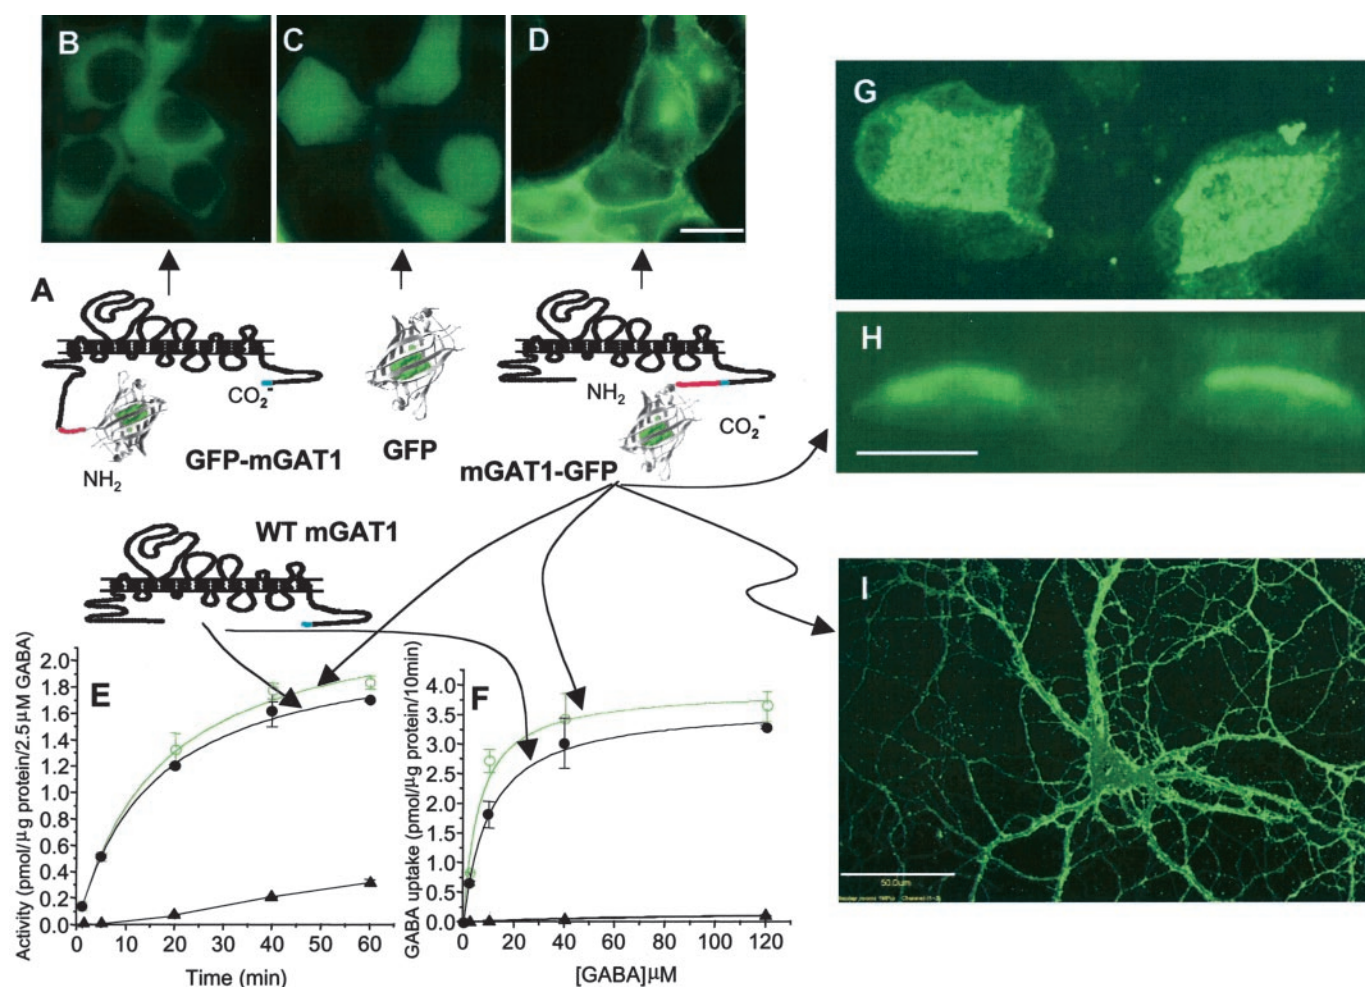 B
C
D
G
A
H
CO2-
NH2
GFP-mGAT1
NH2
GFP
mGAT1-GFP
CO2-
WT mGAT1
I
50.0um
E
Activity (pmol/μg protein/2.5 μM GABA)
2.0
1.8
1.6
1.4
1.2
1.0
0.8
0.6
0.4
0.2
0.0
0 10 20 30 40 50 60
Time (min)
F
GABA uptake (pmol/μg protein/10min)
4.0
3.5
3.0
2.5
2.0
1.5
1.0
0.5
0.0
0 20 40 60 80 100 120
[GABA]μM